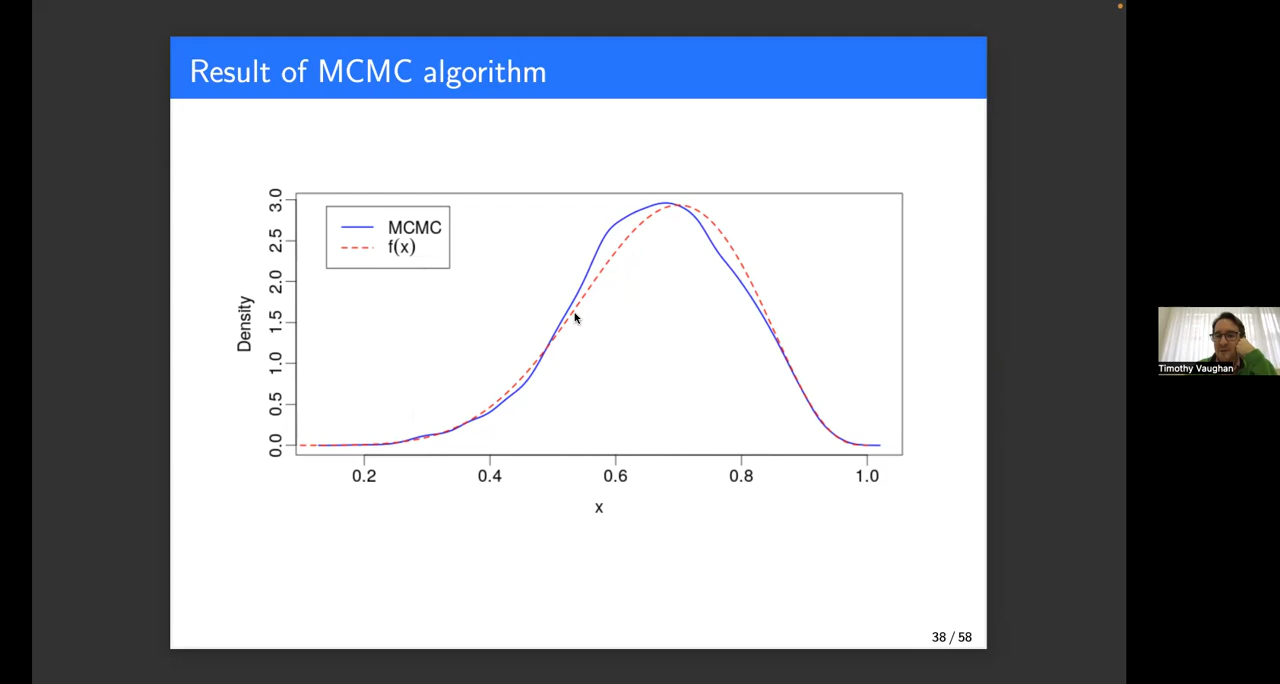 Result of MCMC algorithm
MCMC
f(x)
Density
3.0
2.5
2.0
1.5
1.0
0.5
0.0
0.2 0.4 0.6 0.8 1.0
x
38 / 58
Timothy Vaughan